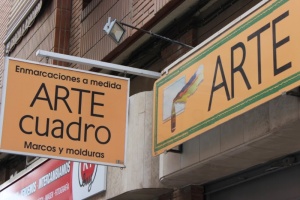 Enmarcaciones a medida
ARTE
cuadro
Marcos y molduras
ARTE